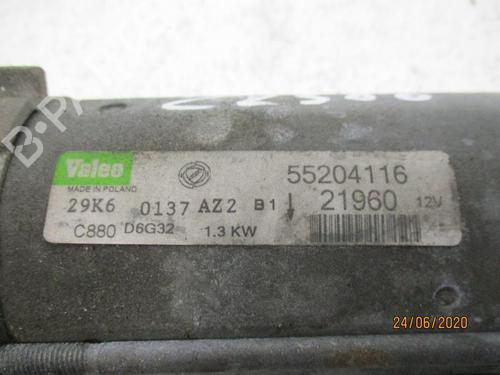 Valeo
MADE IN POLAND
55204116
29K6 0137 AZ2 B1 21960 12V
C880 D6G32 1.3 KW
24/06/2020